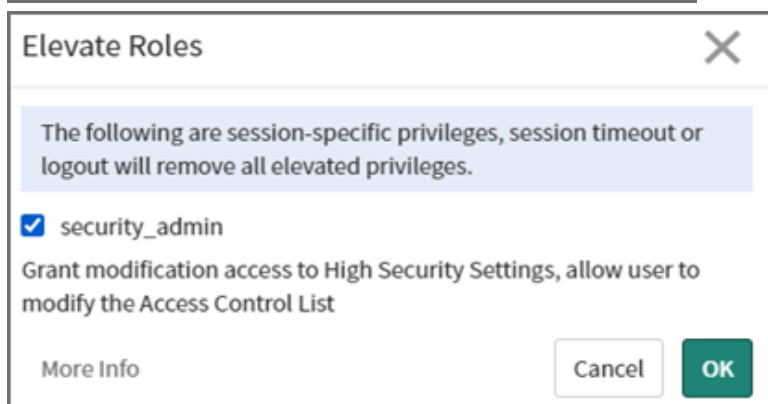 Elevate Roles
The following are session-specific privileges, session timeout or
logout will remove all elevated privileges.
security_admin
Grant modification access to High Security Settings, allow user to
modify the Access Control List
More Info
Cancel
OK